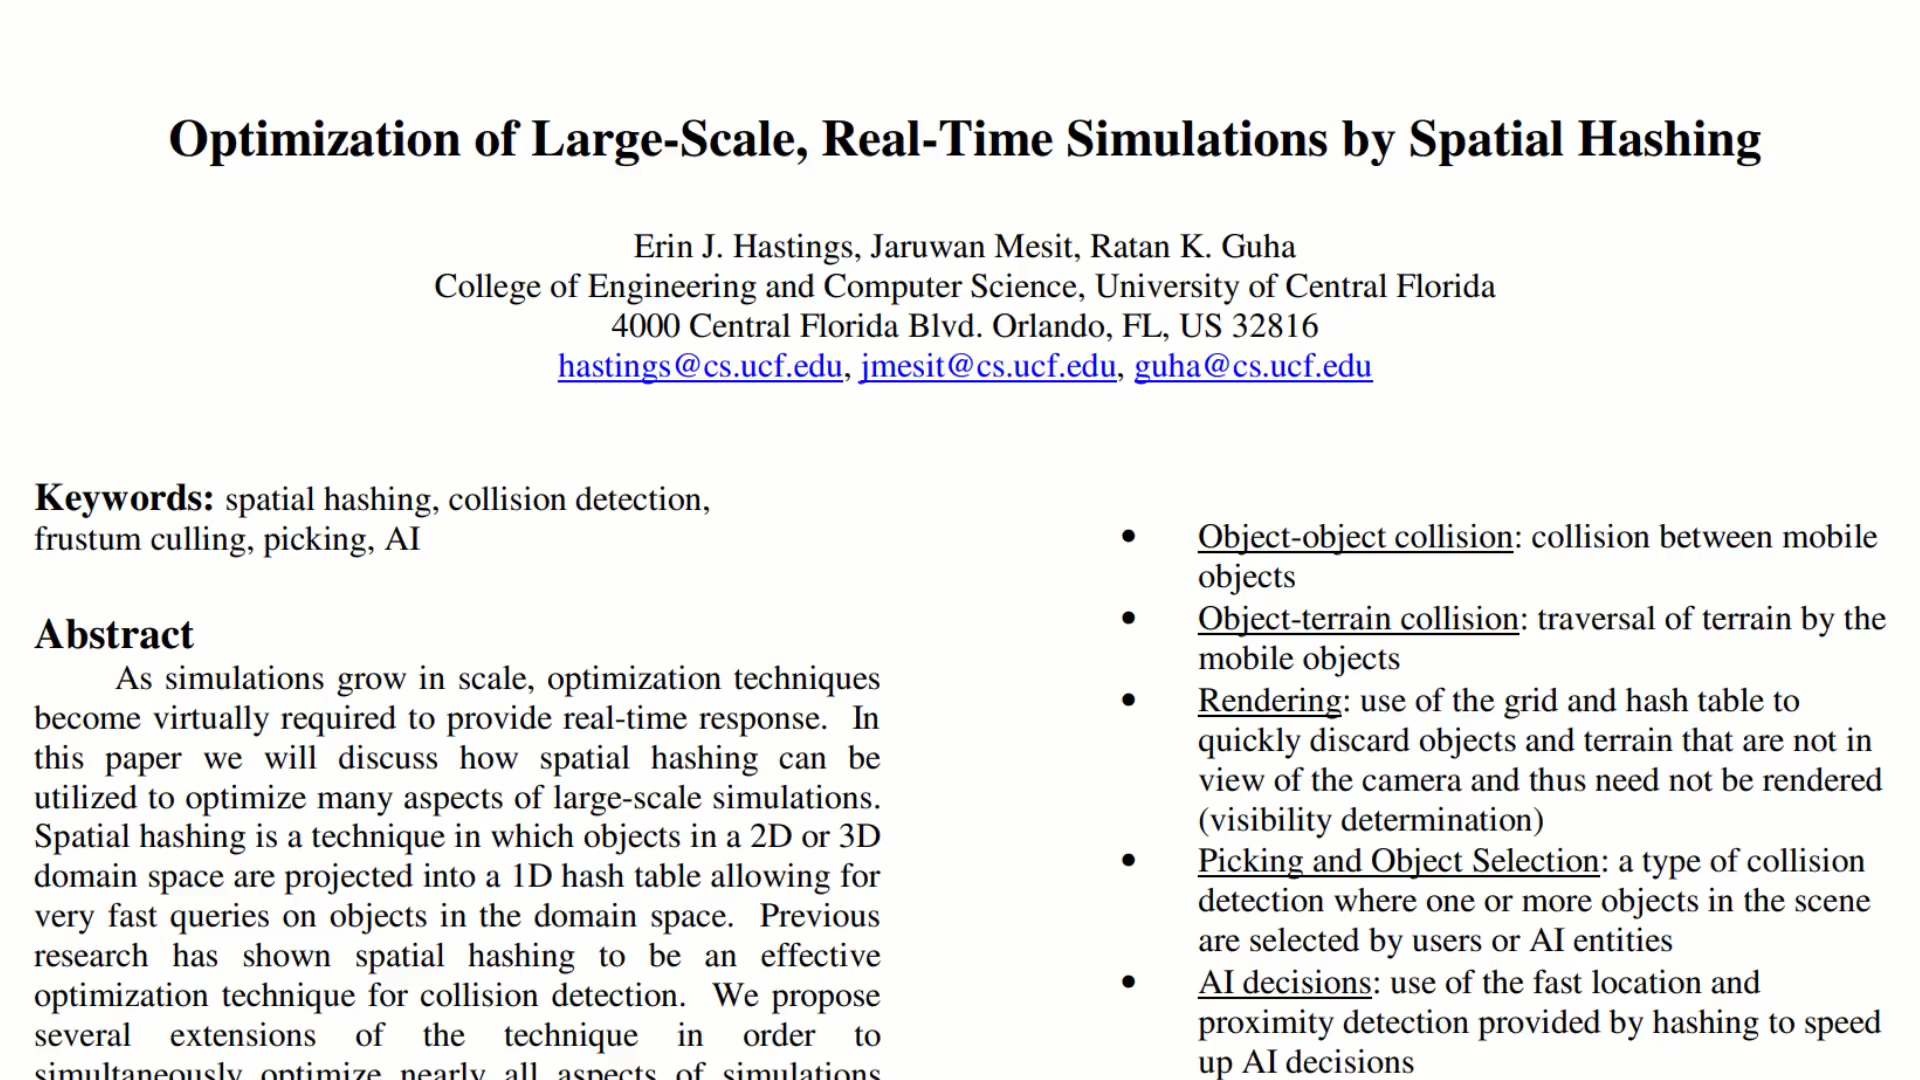 Optimization of Large-Scale, Real-Time Simulations by Spatial Hashing
Erin J. Hastings, Jaruwan Mesit, Ratan K. Guha
College of Engineering and Computer Science, University of Central Florida
4000 Central Florida Blvd. Orlando, FL, US 32816
hastings@cs.ucf.edu, jmesit@cs.ucf.edu, guha@cs.ucf.edu
Keywords: spatial hashing, collision detection,
frustum culling, picking, AI
Abstract
As simulations grow in scale, optimization techniques
become virtually required to provide real-time response. In
this paper we will discuss how spatial hashing can be
utilized to optimize many aspects of large-scale simulations.
Spatial hashing is a technique in which objects in a 2D or 3D
domain space are projected into a 1D hash table allowing for
very fast queries on objects in the domain space. Previous
research has shown spatial hashing to be an effective
optimization technique for collision detection. We propose
several extensions of the technique in order to
simultaneously optimize nearly all aspects of simulations
• Object-object collision: collision between mobile
objects
• Object-terrain collision: traversal of terrain by the
mobile objects
• Rendering: use of the grid and hash table to
quickly discard objects and terrain that are not in
view of the camera and thus need not be rendered
(visibility determination)
• Picking and Object Selection: a type of collision
detection where one or more objects in the scene
are selected by users or AI entities
• AI decisions: use of the fast location and
proximity detection provided by hashing to speed
up AI decisions